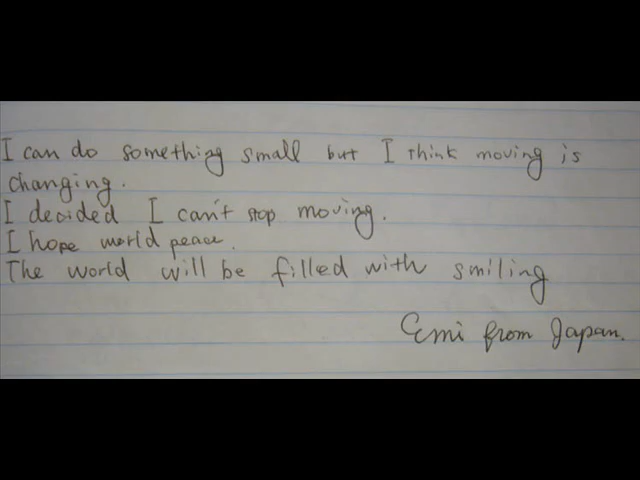 I can do something small but I think moving is
changing.
I decided I can't stop moving.
I hope world peace.
The world will be filled with smiling
Emi from Japan.